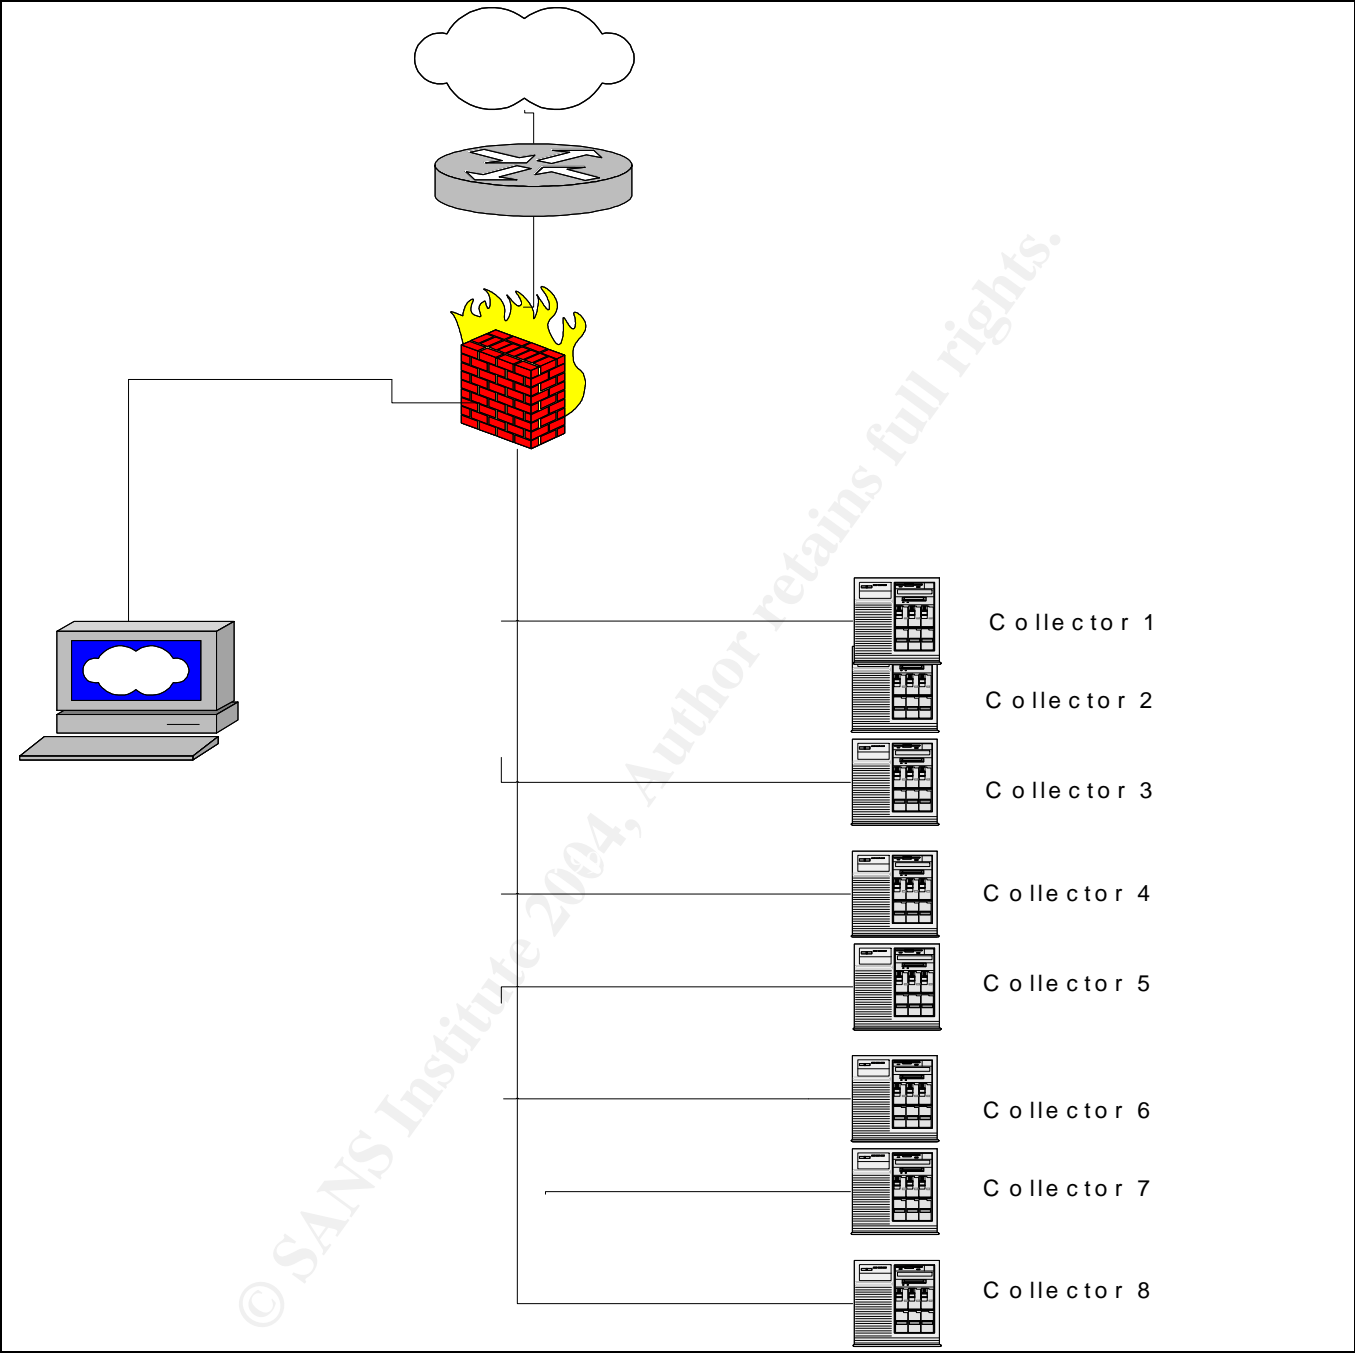 Collector 1
Collector 2
Collector 3
Collector 4
Collector 5
Collector 6
Collector 7
Collector 8
© SANS Institute 2004, Author retains full rights.